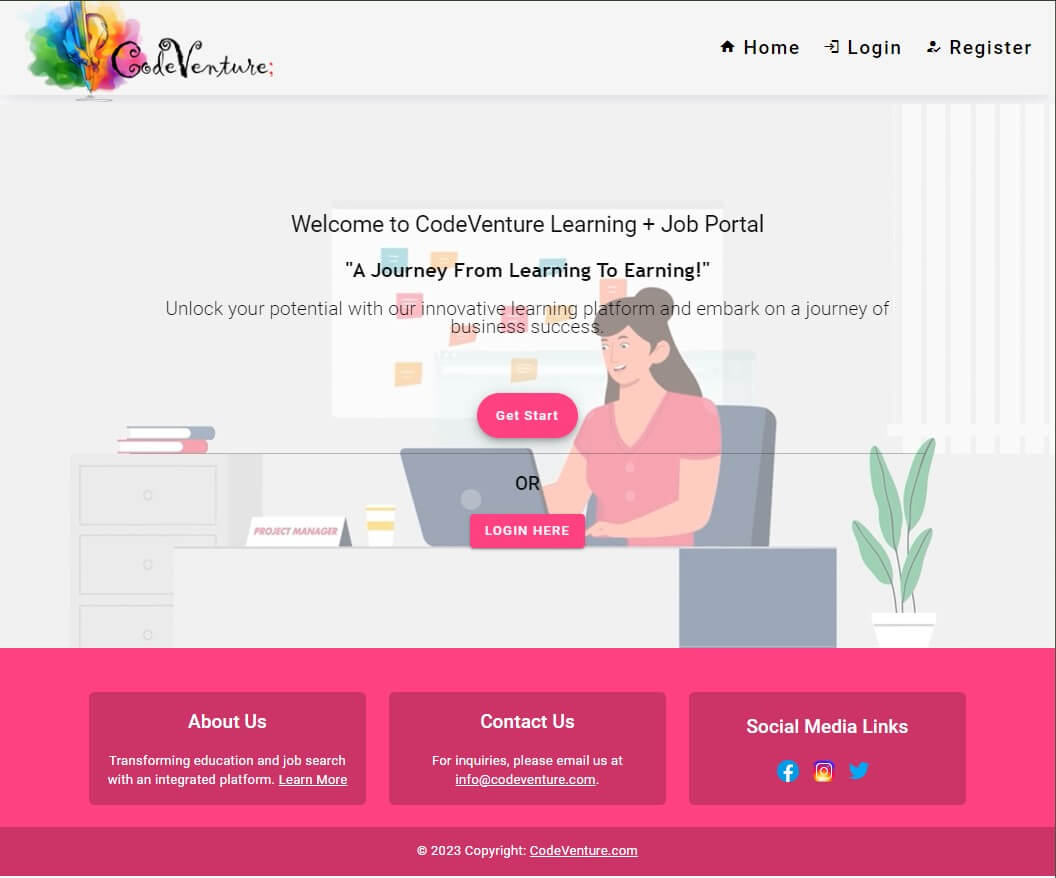 CodeVenture;
Home
Login
Register
Welcome to CodeVenture Learning + Job Portal
"A Journey From Learning To Earning!"
Unlock your potential with our innovative learning platform and embark on a journey of
business success.
Get Start
OR
PROJECT MANAGER
LOGIN HERE
About Us
Transforming education and job search
with an integrated platform. Learn More
Contact Us
For inquiries, please email us at
info@codeventure.com.
Social Media Links
© 2023 Copyright: CodeVenture.com